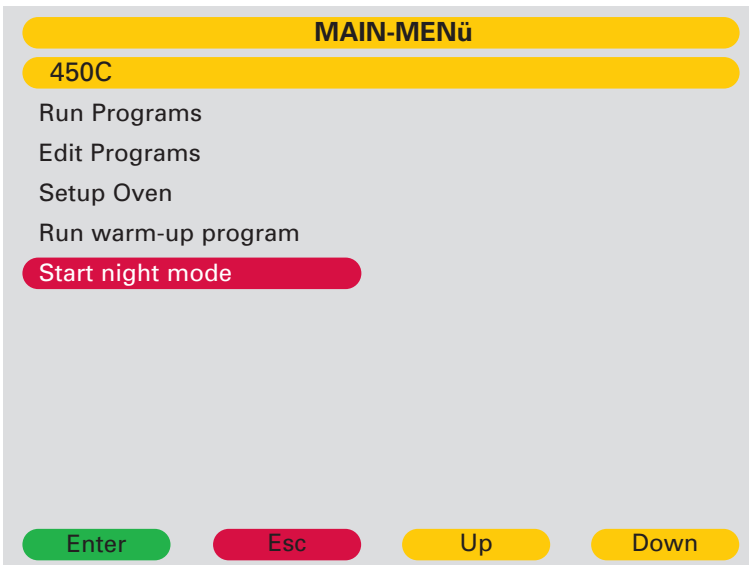 MAIN-MENü
450C
Run Programs
Edit Programs
Setup Oven
Run warm-up program
Start night mode
Enter Esc Up Down